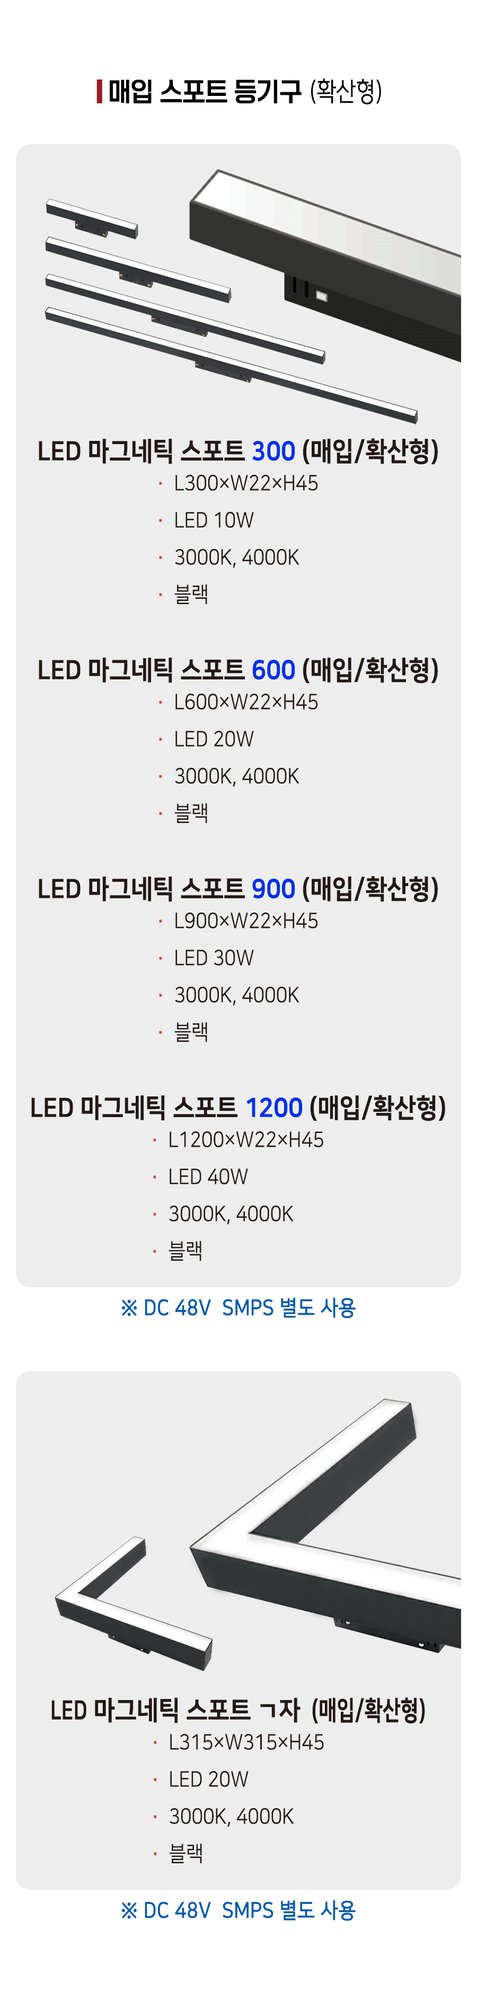 매입 스포트 등기구 (확산형)
LED 마그네틱 스포트 300 (매입/확산형)
· L300×W22×H45
· LED 10W
· 3000K, 4000K
· 블랙
LED 마그네틱 스포트 600 (매입/확산형)
· L600×W22×H45
· LED 20W
· 3000K, 4000K
· 블랙
LED 마그네틱 스포트 900 (매입/확산형)
· L900×W22×H45
· LED 30W
· 3000K, 4000K
· 블랙
LED 마그네틱 스포트 1200 (매입/확산형)
· L1200×W22×H45
· LED 40W
· 3000K, 4000K
· 블랙
※ DC 48V SMPS 별도 사용
LED 마그네틱 스포트 ㄱ자 (매입/확산형)
· L315×W315×H45
· LED 20W
· 3000K, 4000K
· 블랙
※ DC 48V SMPS 별도 사용